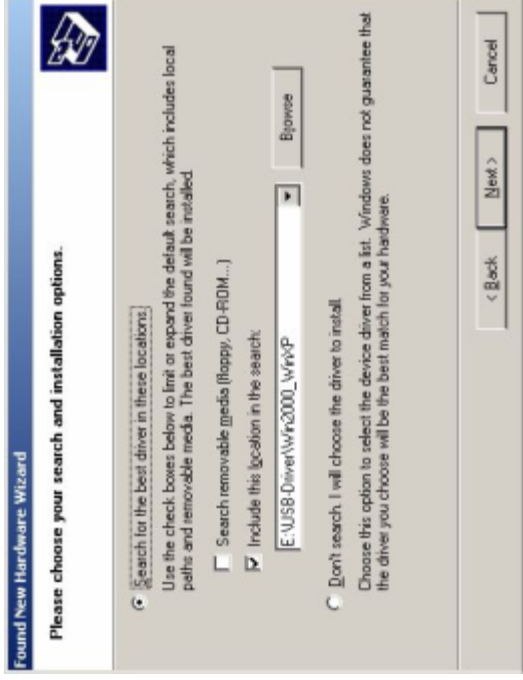 Found New Hardware Wizard
Please choose your search and installation options.
Search for the best driver in these locations.
Use the check boxes below to limit or expand the default search, which includes local
paths and removable media. The best driver found will be installed.
Search removable media (floppy, CD-ROM...)
Include this location in the search:
E:\USB-Driver\Win2000_WinXP
Browse
Don't search. I will choose the driver to install.
Choose this option to select the device driver from a list. Windows does not guarantee that
the driver you choose will be the best match for your hardware.
< Back
Next >
Cancel